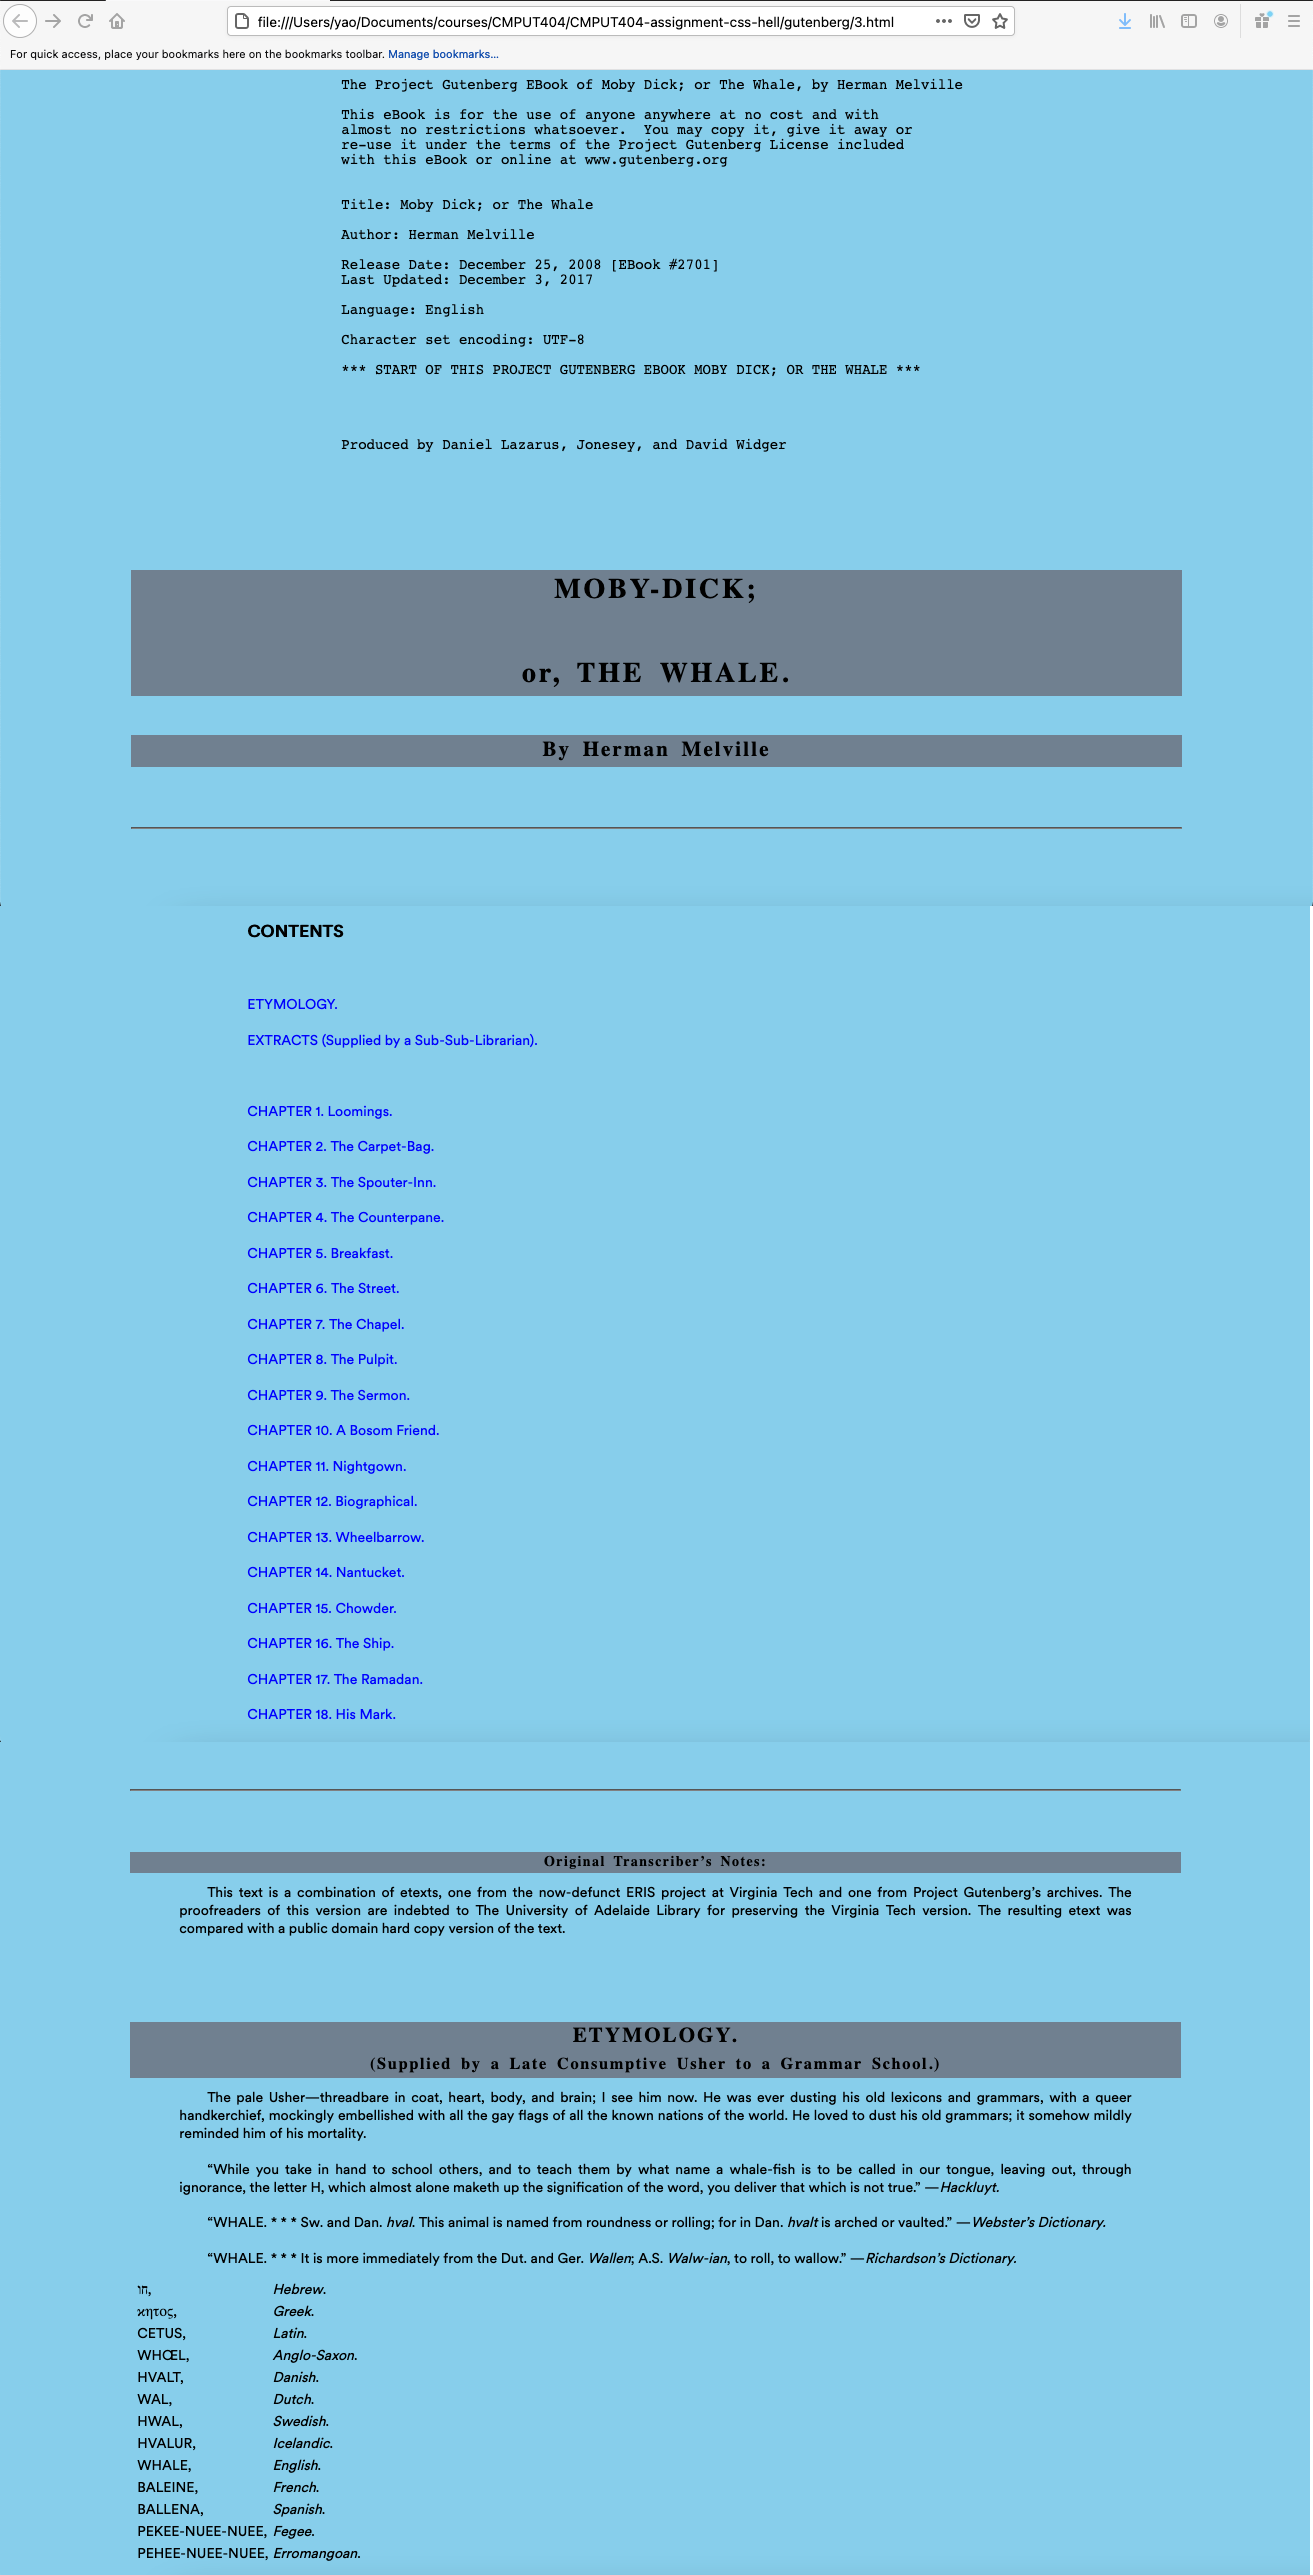 file:///Users/yao/Documents/courses/CMPUT404/CMPUT404-assignment-css-hell/gutenberg/3.html
For quick access, place your bookmarks here on the bookmarks toolbar. Manage bookmarks...
The Project Gutenberg EBook of Moby Dick; or The Whale, by Herman Melville
This eBook is for the use of anyone anywhere at no cost and with
almost no restrictions whatsoever.  You may copy it, give it away or
re-use it under the terms of the Project Gutenberg License included
with this eBook or online at www.gutenberg.org
Title: Moby Dick; or The Whale
Author: Herman Melville
Release Date: December 25, 2008 [EBook #2701]
Last Updated: December 3, 2017
Language: English
Character set encoding: UTF-8
*** START OF THIS PROJECT GUTENBERG EBOOK MOBY DICK; OR THE WHALE ***
Produced by Daniel Lazarus, Jonesey, and David Widger
MOBY-DICK;
or, THE WHALE.
By Herman Melville
CONTENTS
ETYMOLOGY.
EXTRACTS (Supplied by a Sub-Sub-Librarian).
CHAPTER 1. Loomings.
CHAPTER 2. The Carpet-Bag.
CHAPTER 3. The Spouter-Inn.
CHAPTER 4. The Counterpane.
CHAPTER 5. Breakfast.
CHAPTER 6. The Street.
CHAPTER 7. The Chapel.
CHAPTER 8. The Pulpit.
CHAPTER 9. The Sermon.
CHAPTER 10. A Bosom Friend.
CHAPTER 11. Nightgown.
CHAPTER 12. Biographical.
CHAPTER 13. Wheelbarrow.
CHAPTER 14. Nantucket.
CHAPTER 15. Chowder.
CHAPTER 16. The Ship.
CHAPTER 17. The Ramadan.
CHAPTER 18. His Mark.
Original Transcriber’s Notes:
This text is a combination of etexts, one from the now-defunct ERIS project at Virginia Tech and one from Project Gutenberg’s archives. The
proofreaders of this version are indebted to The University of Adelaide Library for preserving the Virginia Tech version. The resulting etext was
compared with a public domain hard copy version of the text.
ETYMOLOGY.
(Supplied by a Late Consumptive Usher to a Grammar School.)
The pale Usher—threadbare in coat, heart, body, and brain; I see him now. He was ever dusting his old lexicons and grammars, with a queer
handkerchief, mockingly embellished with all the gay flags of all the known nations of the world. He loved to dust his old grammars; it somehow mildly
reminded him of his mortality.
“While you take in hand to school others, and to teach them by what name a whale-fish is to be called in our tongue, leaving out, through
ignorance, the letter H, which almost alone maketh up the signification of the word, you deliver that which is not true.” —Hackluyt.
“WHALE. * * * Sw. and Dan. hval. This animal is named from roundness or rolling; for in Dan. hvalt is arched or vaulted.” —Webster’s Dictionary.
“WHALE. * * * It is more immediately from the Dut. and Ger. Wallen; A.S. Walw-ian, to roll, to wallow.” —Richardson’s Dictionary.
חו, Hebrew.
ϰητος, Greek.
CETUS, Latin.
WHŒL, Anglo-Saxon.
HVALT, Danish.
WAL, Dutch.
HWAL, Swedish.
HVALUR, Icelandic.
WHALE, English.
BALEINE, French.
BALLENA, Spanish.
PEKEE-NUEE-NUEE, Fegee.
PEHEE-NUEE-NUEE, Erromangoan.